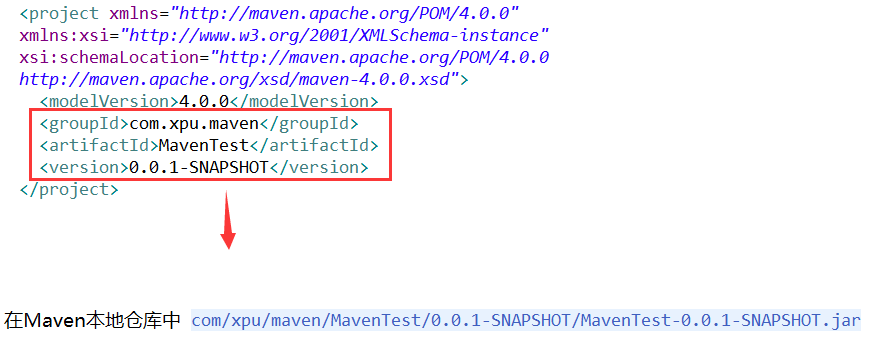 <project xmlns="http://maven.apache.org/POM/4.0.0"
xmlns:xsi="http://www.w3.org/2001/XMLSchema-instance"
xsi:schemaLocation="http://maven.apache.org/POM/4.0.0
http://maven.apache.org/xsd/maven-4.0.0.xsd">
<modelVersion>4.0.0</modelVersion>
<groupId>com.xpu.maven</groupId>
<artifactId>MavenTest</artifactId>
<version>0.0.1-SNAPSHOT</version>
</project>
在Maven本地仓库中 com/xpu/maven/MavenTest/0.0.1-SNAPSHOT/MavenTest-0.0.1-SNAPSHOT.jar